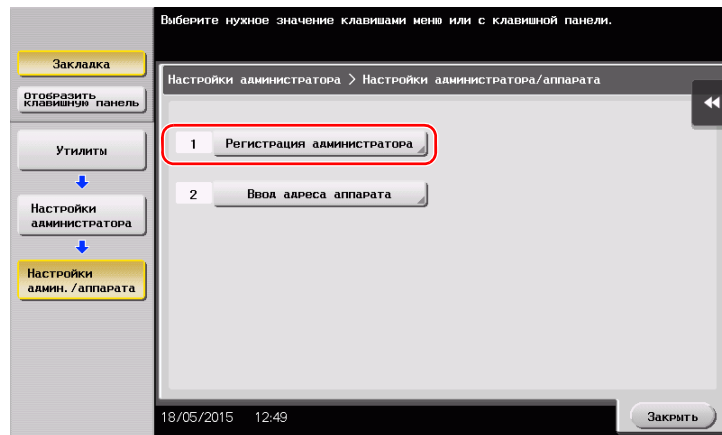 Выберите нужное значение клавишами меню или с клавишной панели.
Закладка
Отобразить
клавишную панель
Утилиты
Настройки
администратора
Настройки
админ./аппарата
Настройки администратора > Настройки администратора/аппарата
1 Регистрация администратора
2 Ввод адреса аппарата
18/05/2015 12:49
Закрыть